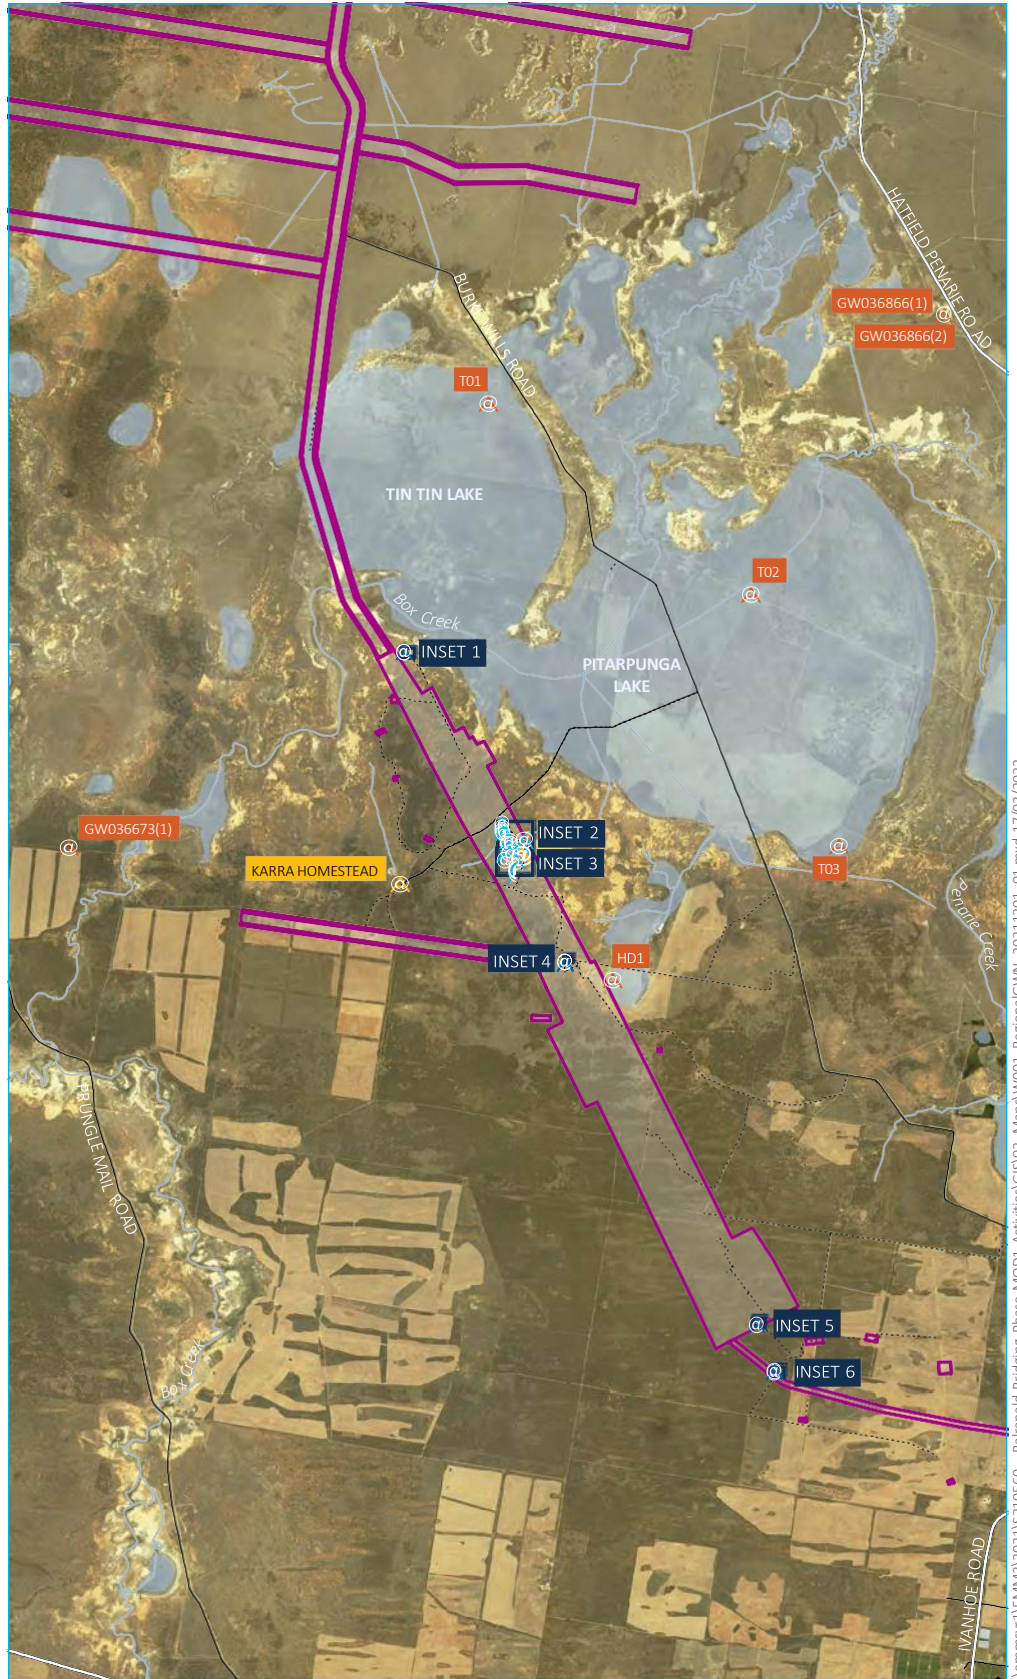 HATFIELD PENARIE ROAD
BURKE WILLS ROAD
GW036866(1)
GW036866(2)
T01
TIN TIN LAKE
T02
Box Creek
INSET 1
PITARPUNGA
LAKE
GW036673(1)
INSET 2
INSET 3
T03
KARRA HOMESTEAD
Penarie Creek
INSET 4
HD1
PRUNGLE MAIL ROAD
INSET 5
INSET 6
Box Creek
IVANHOE ROAD